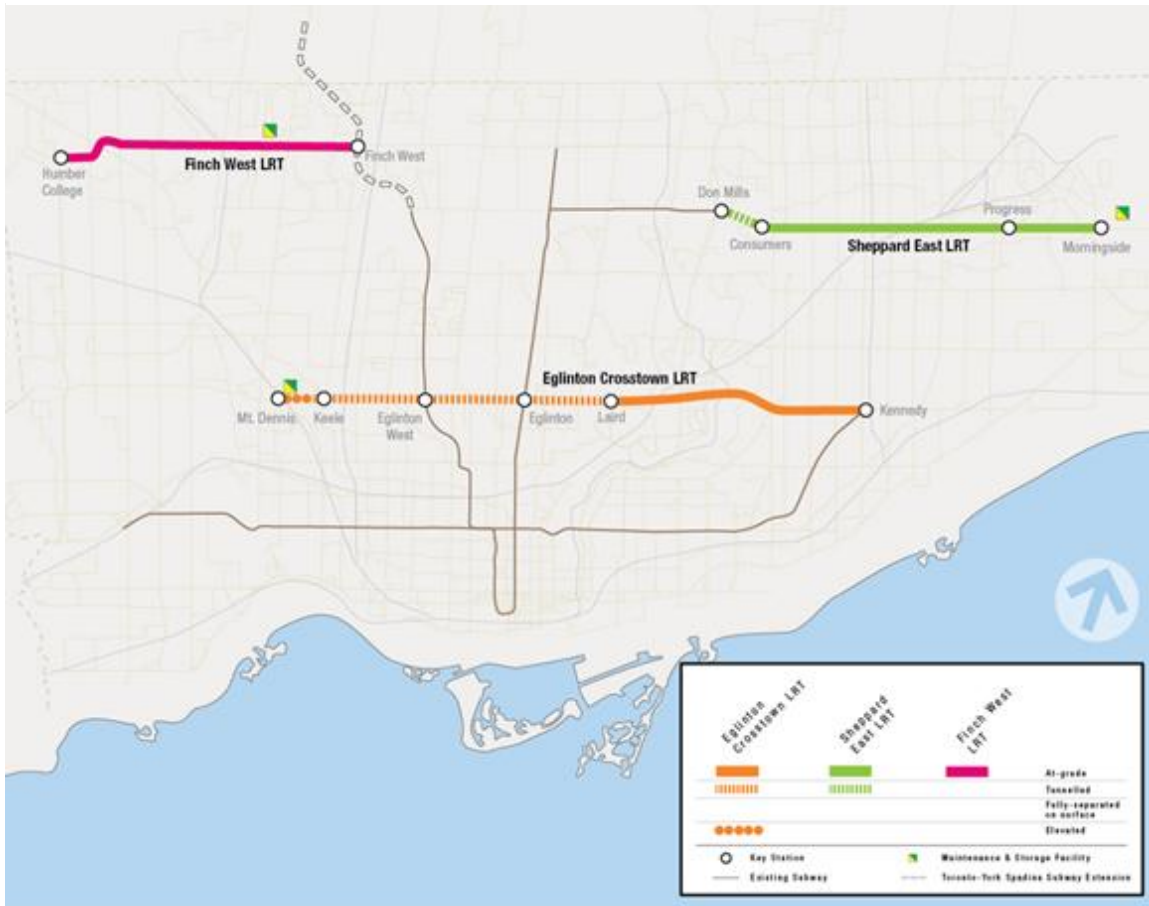 Finch West LRT
Humber
College
Finch West
Don Mills
Consumers
Progress
Sheppard East LRT
Morningside
Eglinton Crosstown LRT
Mt. Dennis
Keele
Eglinton
West
Eglinton
Laird
Kennedy
Eglinton
Crosstown LRT
Sheppard
East LRT
Finch West
LRT
At-grade
Tunnelled
Fully-separated
on surface
Elevated
Key Station
Maintenance & Storage Facility
Existing Subway
Toronto-York Spadina Subway Extension